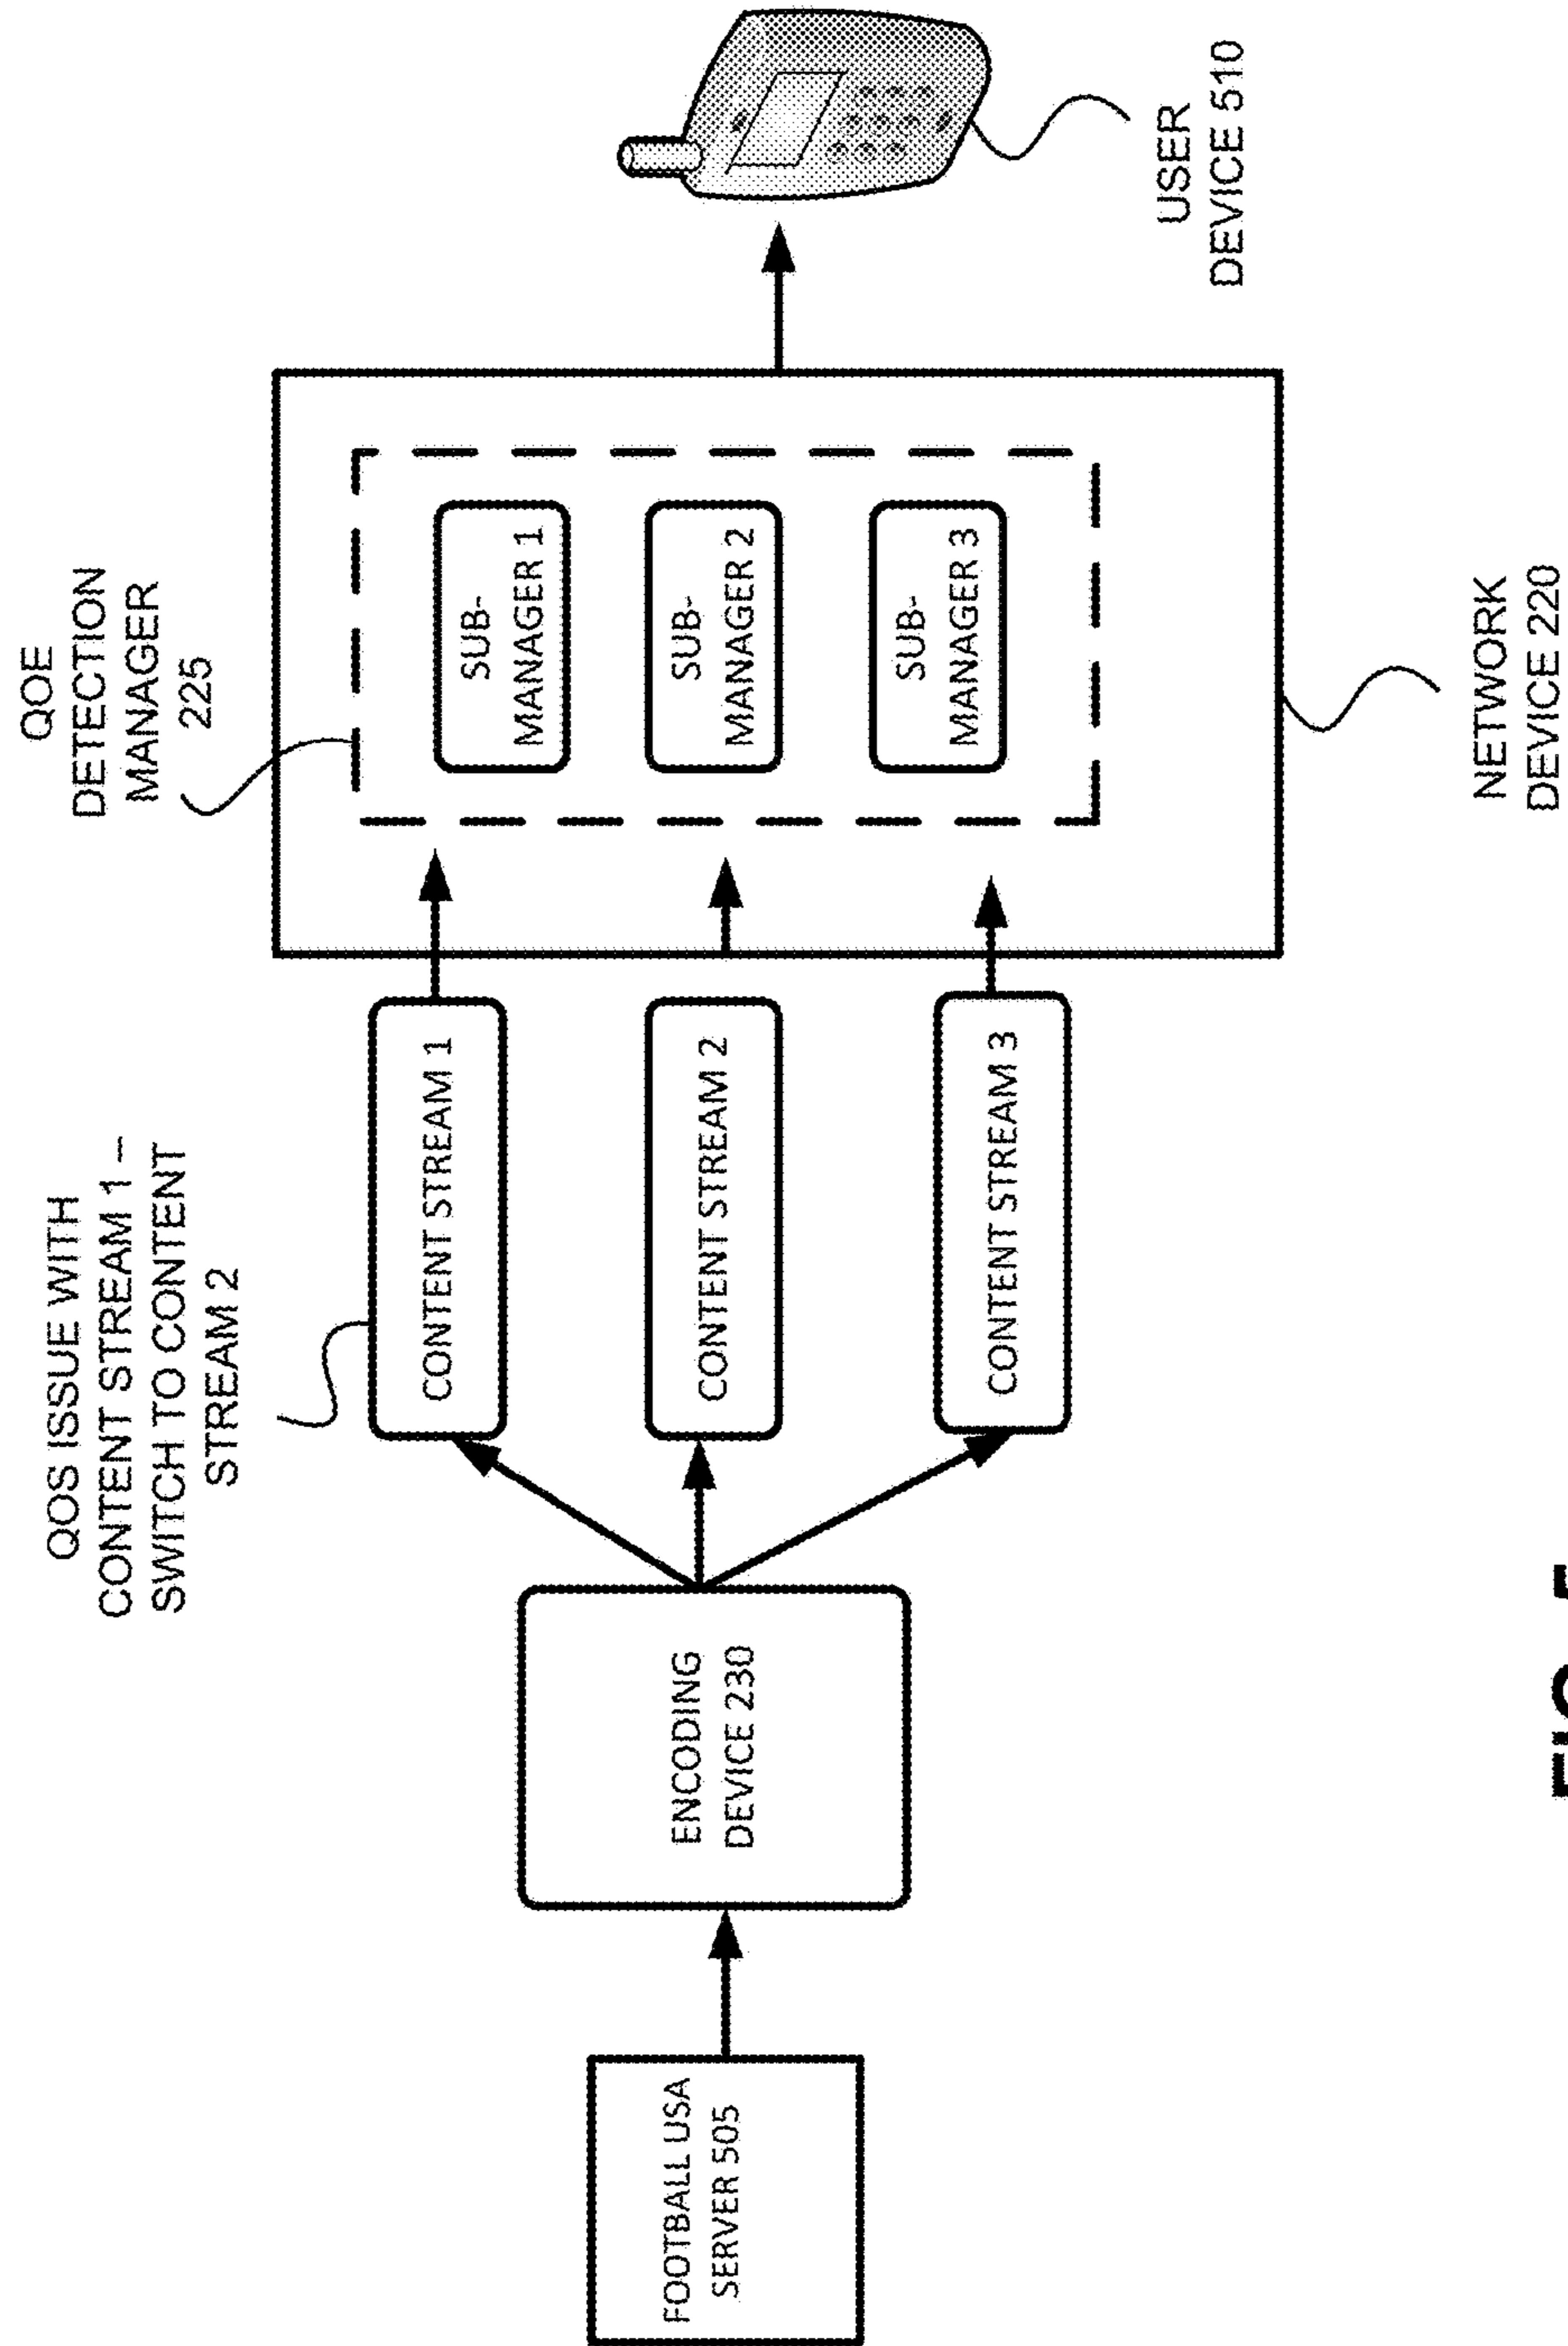 QOE
DETECTION
MANAGER
225
QOS ISSUE WITH
CONTENT STREAM 1 –
SWITCH TO CONTENT
STREAM 2
FOOTBALL USA
SERVER 505
ENCODING
DEVICE 230
CONTENT STREAM 1
CONTENT STREAM 2
CONTENT STREAM 3
SUB-
MANAGER 1
SUB-
MANAGER 2
SUB-
MANAGER 3
USER
DEVICE 510
NETWORK
DEVICE 220